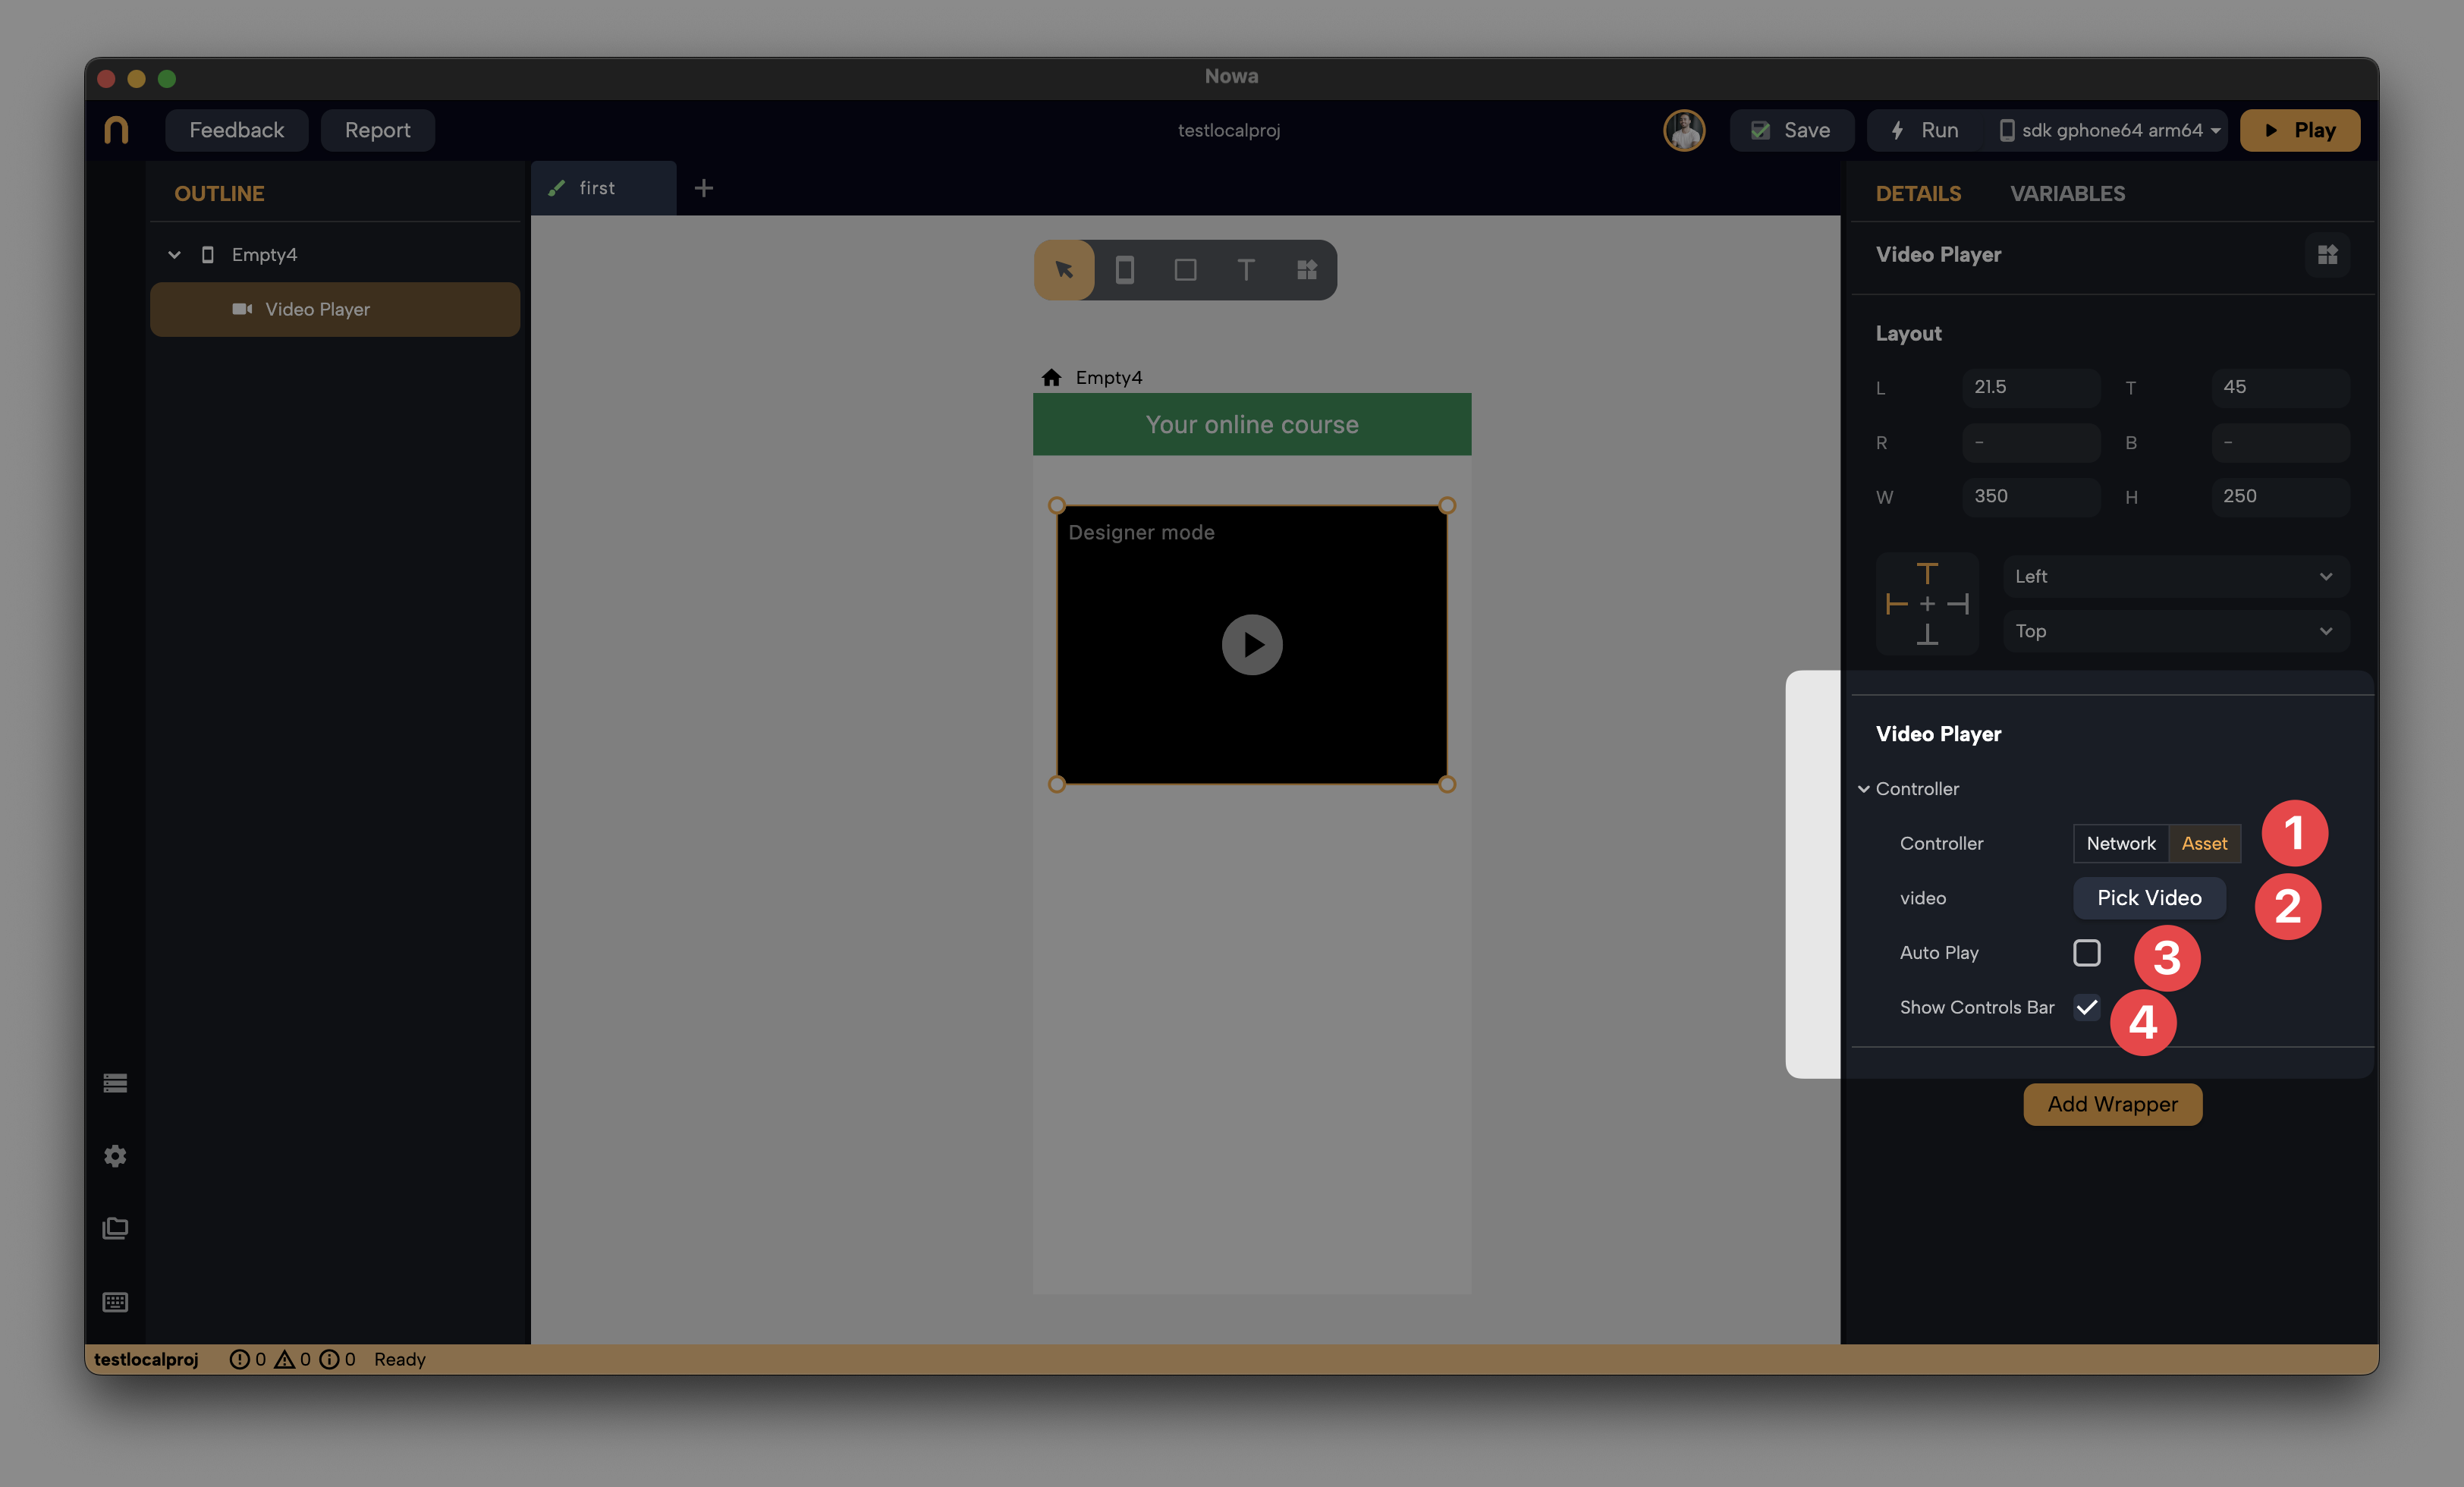 Nowa
Feedback Report testlocalproj Save Run sdk gphone64 arm64 Play
OUTLINE
Empty4
Video Player
first
Empty4
Your online course
Designer mode
DETAILS VARIABLES
Video Player
Layout
L 21.5 T 45
R - B -
W 350 H 250
Left
Top
Video Player
Controller
Controller Network Asset 1
video Pick Video 2
Auto Play 3
Show Controls Bar 4
Add Wrapper
testlocalproj 0 0 0 Ready